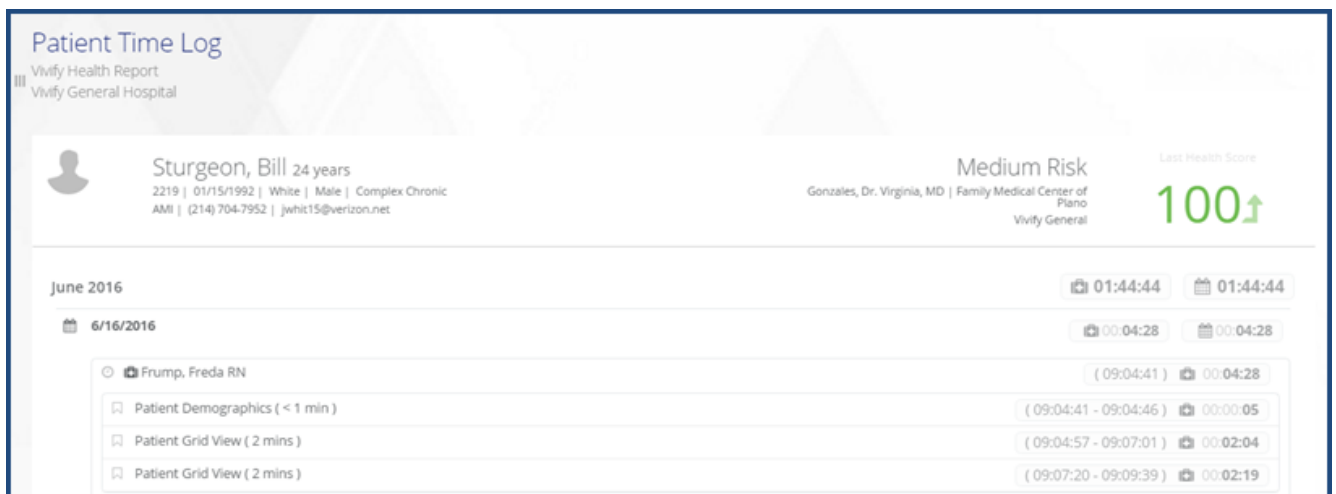 Patient Time Log
Vivify Health Report
Vivify General Hospital
Sturgeon, Bill 24 years
2219 | 01/15/1992 | White | Male | Complex Chronic
AMI | (214) 704-7952 | jwhit15@verizon.net
Medium Risk
Gonzales, Dr. Virginia, MD | Family Medical Center of
Plano
Vivify General
Last Health Score
100
June 2016 01:44:44 01:44:44
6/16/2016 00:04:28 00:04:28
Frump, Freda RN ( 09:04:41 ) 00:04:28
Patient Demographics ( < 1 min ) ( 09:04:41 - 09:04:46 ) 00:00:05
Patient Grid View ( 2 mins ) ( 09:04:57 - 09:07:01 ) 00:02:04
Patient Grid View ( 2 mins ) ( 09:07:20 - 09:09:39 ) 00:02:19